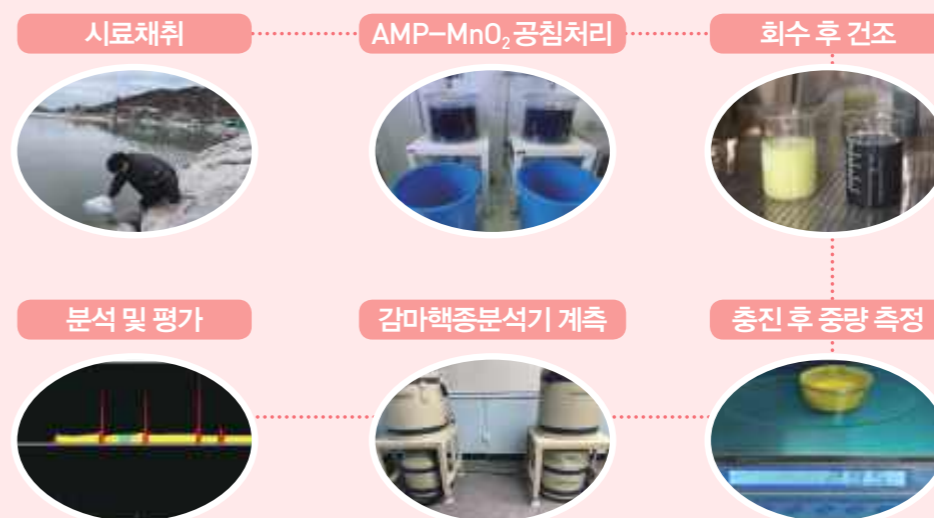 시료채취
AMP–MnO₂ 공침처리
회수 후 건조
분석 및 평가
감마핵종분석기 계측
충진 후 중량 측정